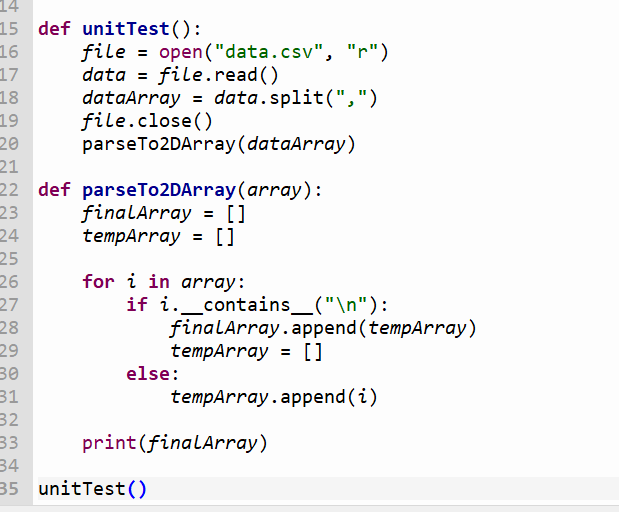 14
15 def unitTest():
16     file = open("data.csv", "r")
17     data = file.read()
18     dataArray = data.split(",")
19     file.close()
20     parseTo2DArray(dataArray)
21
22 def parseTo2DArray(array):
23     finalArray = []
24     tempArray = []
25
26     for i in array:
27         if i.__contains__("\n"):
28             finalArray.append(tempArray)
29             tempArray = []
30         else:
31             tempArray.append(i)
32
33     print(finalArray)
34
35 unitTest()